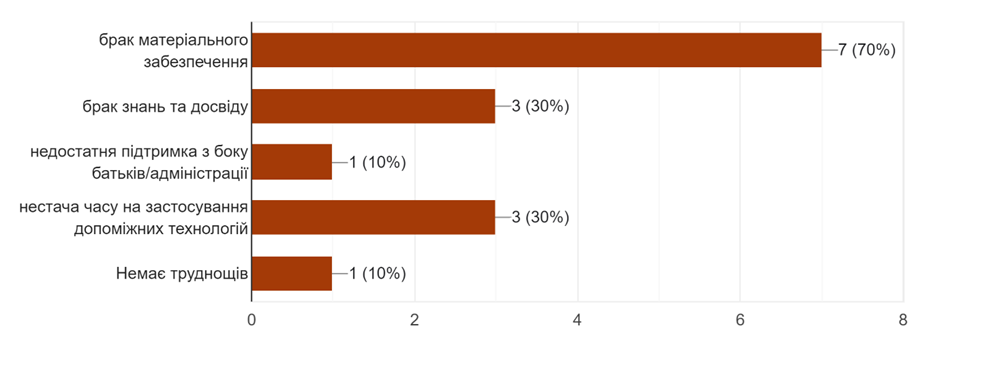 брак матеріального
забезпечення
7 (70%)
брак знань та досвіду
3 (30%)
недостатня підтримка з боку
батьків/адміністрації
1 (10%)
нестача часу на застосування
допоміжних технологій
3 (30%)
Немає труднощів
1 (10%)
0 2 4 6 8